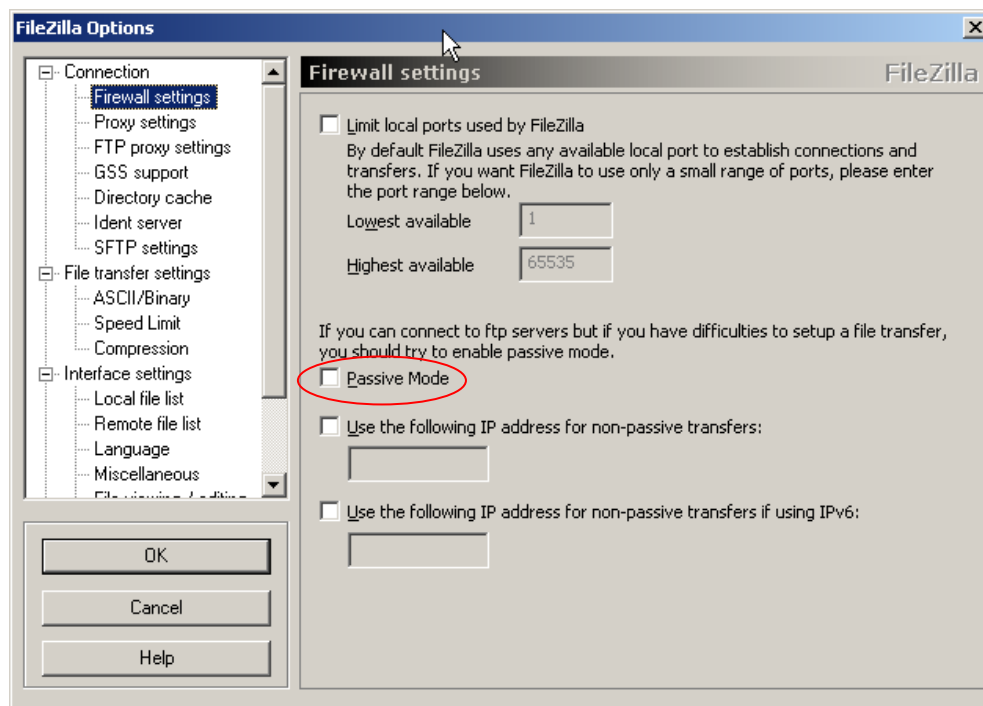 FileZilla Options
Connection
Firewall settings
Proxy settings
FTP proxy settings
GSS support
Directory cache
Ident server
SFTP settings
File transfer settings
ASCII/Binary
Speed Limit
Compression
Interface settings
Local file list
Remote file list
Language
Miscellaneous
File viewing / editing
OK
Cancel
Help
Firewall settings
FileZilla
Limit local ports used by FileZilla
By default FileZilla uses any available local port to establish connections and
transfers. If you want FileZilla to use only a small range of ports, please enter
the port range below.
Lowest available 1
Highest available 65535
If you can connect to ftp servers but if you have difficulties to setup a file transfer,
you should try to enable passive mode.
Passive Mode
Use the following IP address for non-passive transfers:
Use the following IP address for non-passive transfers if using IPv6: